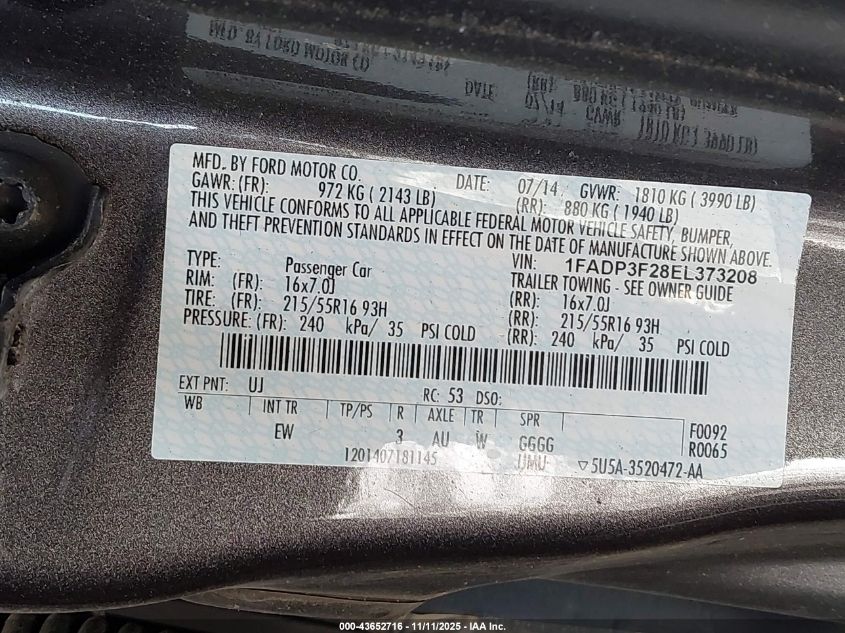 MFD. BY FORD MOTOR CO. DATE: 07/14 GVWR: 1810 KG ( 3990 LB)
GAWR: (FR) 972 KG ( 2143 LB) (RR): 880 KG ( 1940 LB)
THIS VEHICLE CONFORMS TO ALL APPLICABLE FEDERAL MOTOR VEHICLE SAFETY, BUMPER,
AND THEFT PREVENTION STANDARDS IN EFFECT ON THE DATE OF MANUFACTURE SHOWN ABOVE.
VIN: 1FADP3F28EL373208
TYPE: Passenger Car TRAILER TOWING - SEE OWNER GUIDE
RIM: (FR): 16x7.0J (RR): 16x7.0J
TIRE: (FR): 215/55R16 93H (RR): 215/55R16 93H
PRESSURE: (FR): 240 kPa/ 35 PSI COLD (RR): 240 kPa/ 35 PSI COLD
EXT PNT: UJ RC: 53 DSO:
WB INT TR TP/PS R AXLE TR SPR F0092
EW 3 AU W GGGG R0065
1201407181145 UMU ▽5U5A-3520472-AA
000-43652716 - 11/11/2025 - IAA Inc.